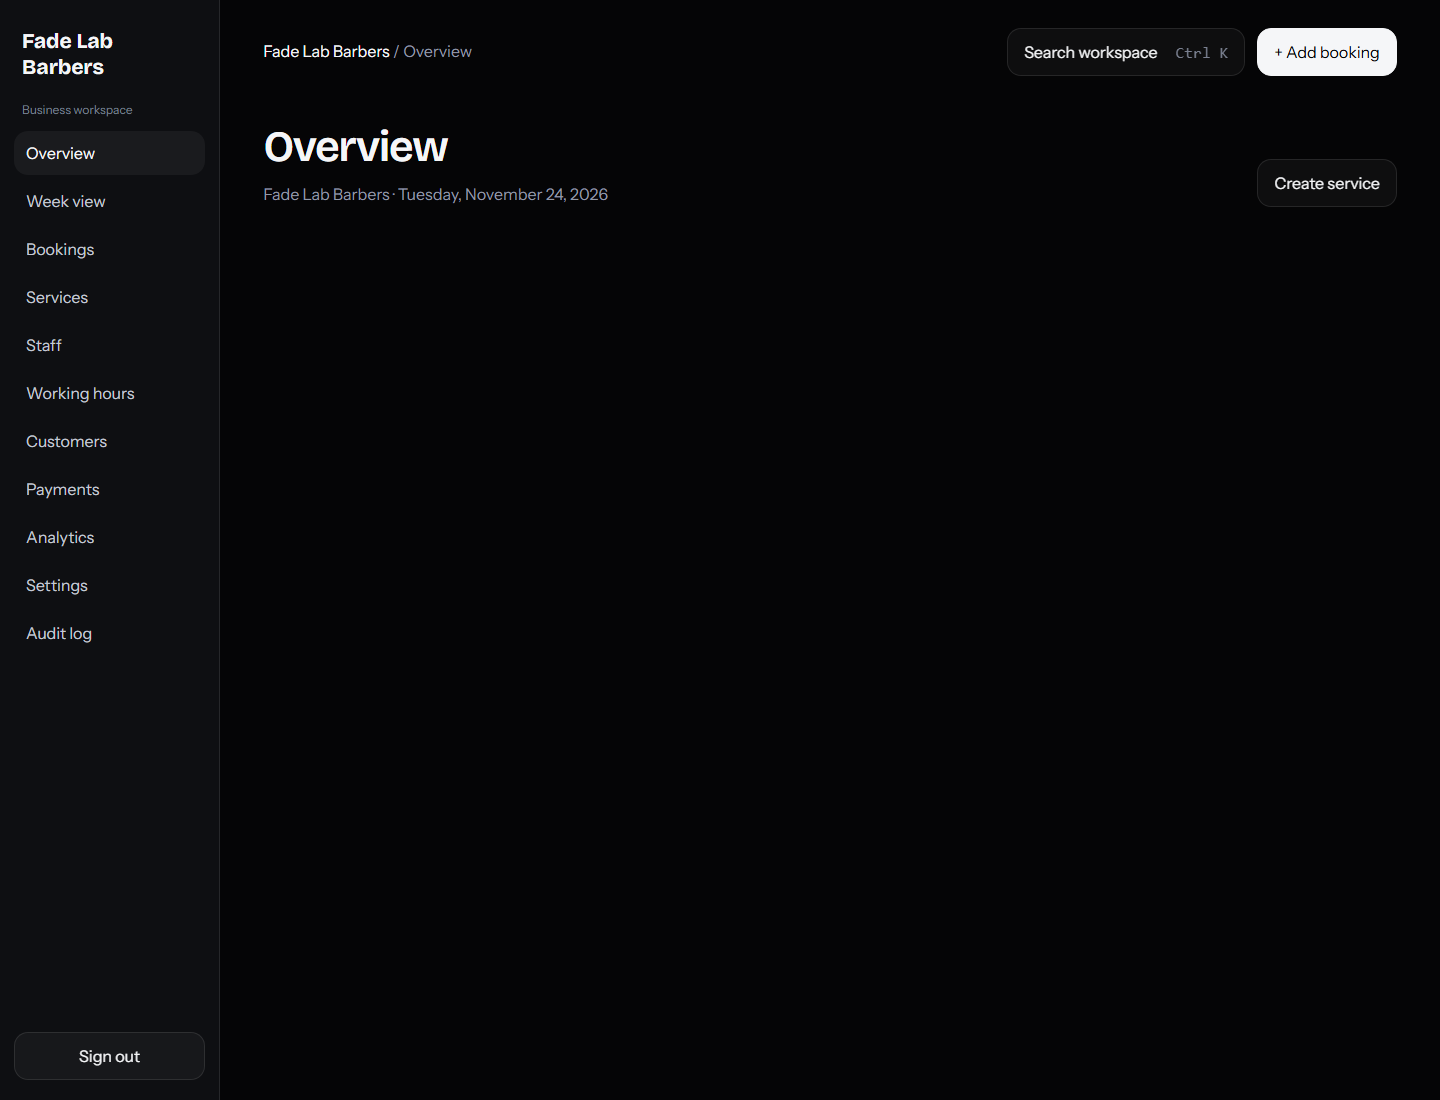 Fade Lab
Barbers
Business workspace
Overview
Week view
Bookings
Services
Staff
Working hours
Customers
Payments
Analytics
Settings
Audit log
Sign out
Fade Lab Barbers / Overview
Search workspace Ctrl K
+ Add booking
Overview
Fade Lab Barbers · Tuesday, November 24, 2026
Create service